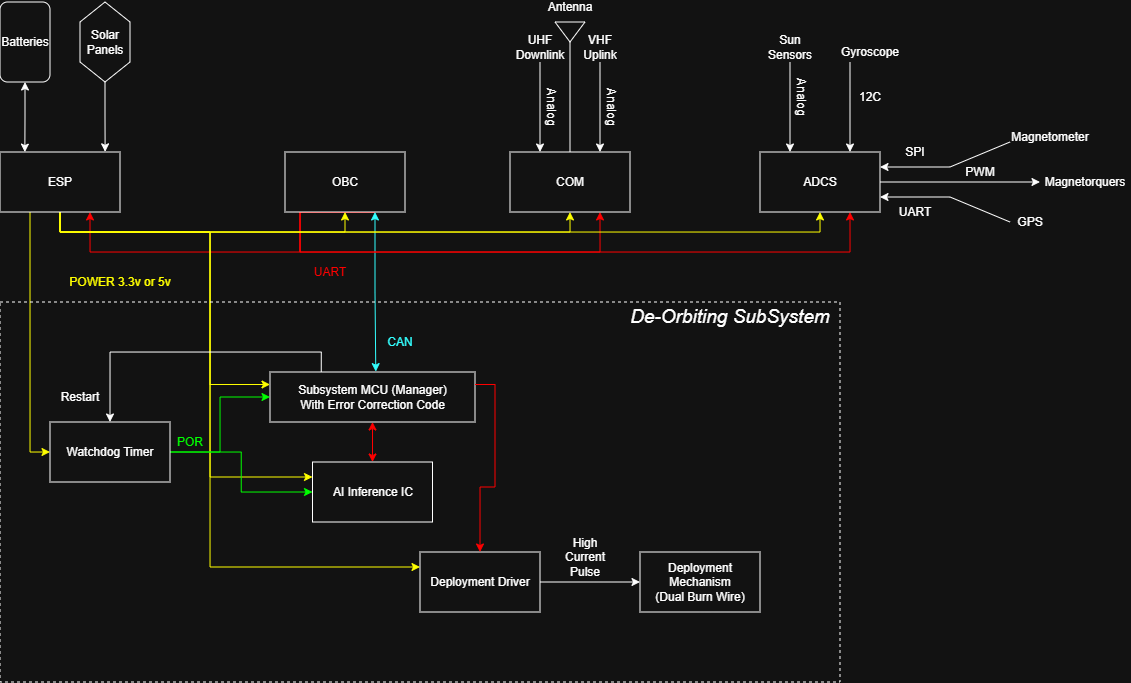 Antenna
Batteries
Solar
Panels
UHF
Downlink
VHF
Uplink
Sun
Sensors
Gyroscope
Analog
Analog
Analog
12C
Magnetometer
SPI
PWM
Magnetorquers
UART
GPS
ESP
OBC
COM
ADCS
UART
POWER 3.3v or 5v
De-Orbiting SubSystem
CAN
Restart
Subsystem MCU (Manager)
With Error Correction Code
Watchdog Timer
POR
AI Inference IC
High
Current
Pulse
Deployment Driver
Deployment
Mechanism
(Dual Burn Wire)